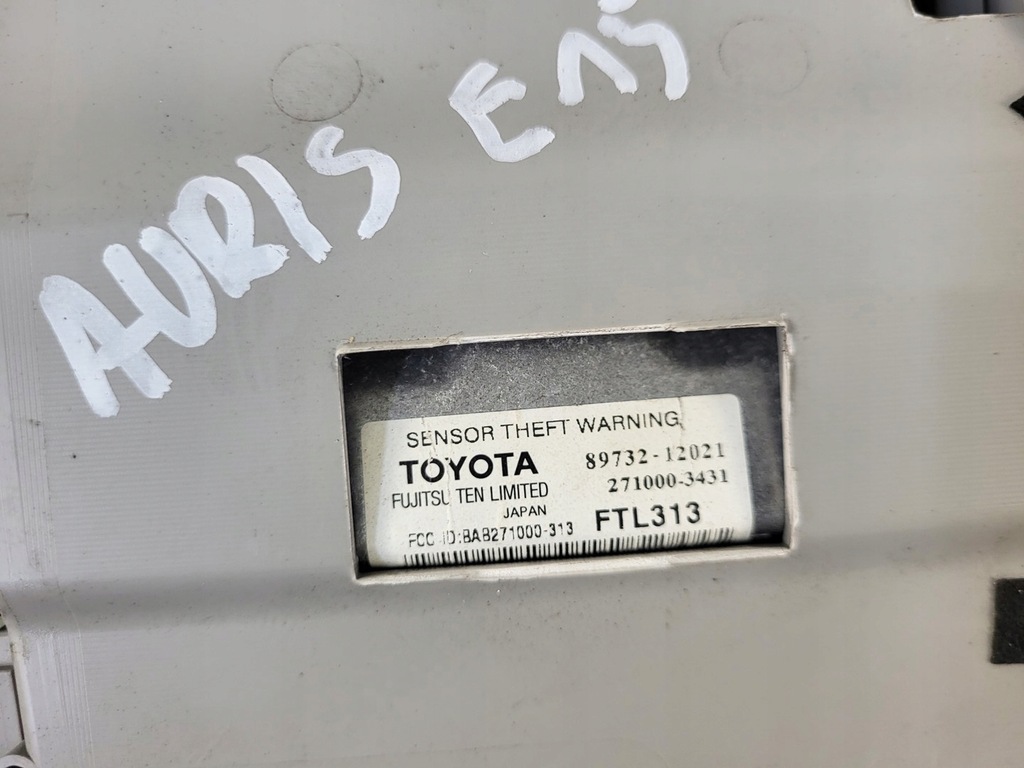 AURIS E15
SENSOR THEFT WARNING
TOYOTA 89732-12021
FUJITSU TEN LIMITED 271000-3431
JAPAN FTL313
FCC ID:BAB271000-313